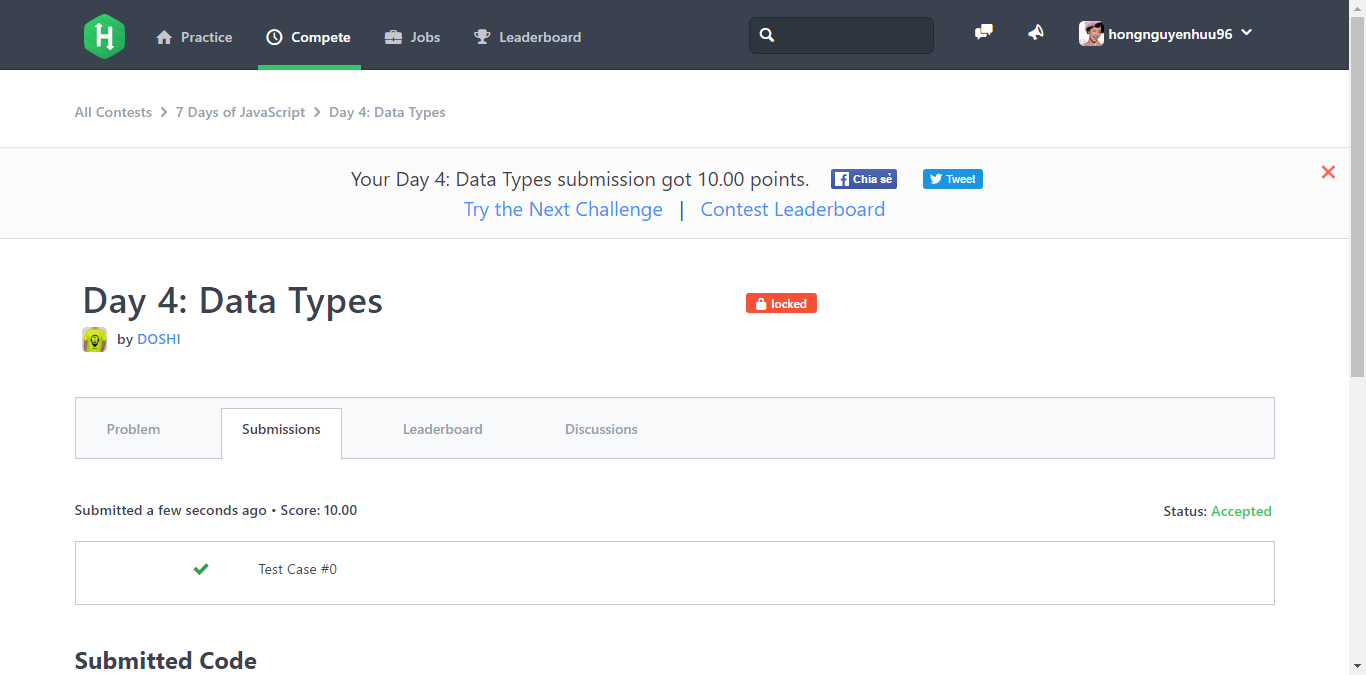 H Practice Compete Jobs Leaderboard hongnguyenhuu96
All Contests > 7 Days of JavaScript > Day 4: Data Types
Your Day 4: Data Types submission got 10.00 points. f Chia sẻ Tweet
Try the Next Challenge | Contest Leaderboard
Day 4: Data Types locked
by DOSHI
Problem Submissions Leaderboard Discussions
Submitted a few seconds ago • Score: 10.00 Status: Accepted
Test Case #0
Submitted Code